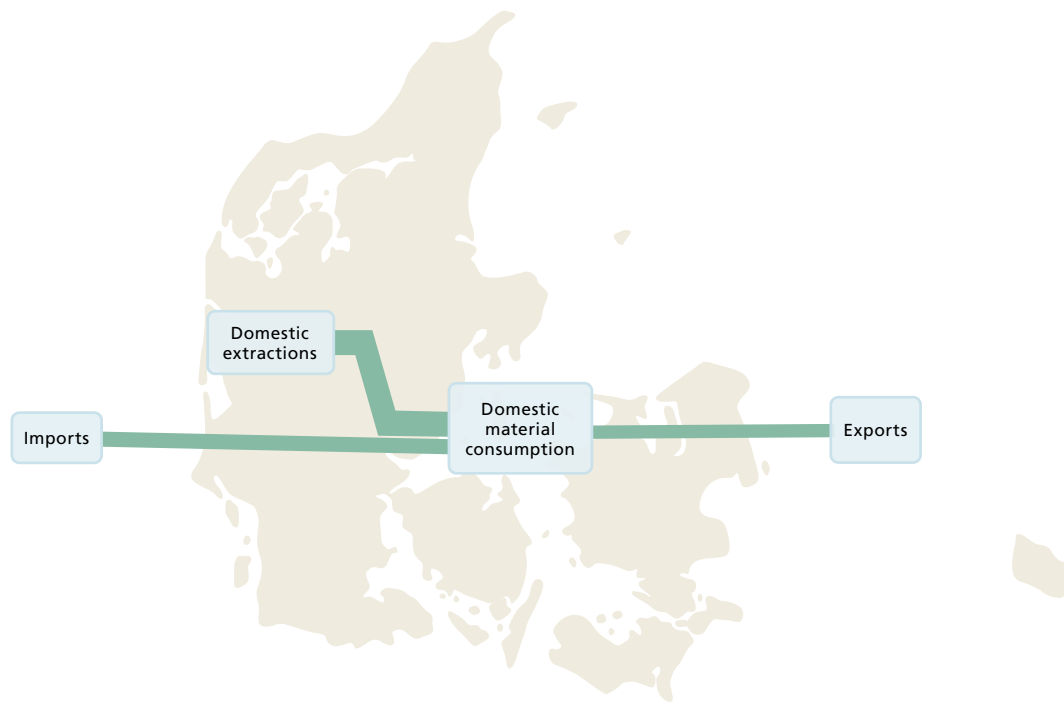 Domestic
extractions
Imports
Domestic
material
consumption
Exports